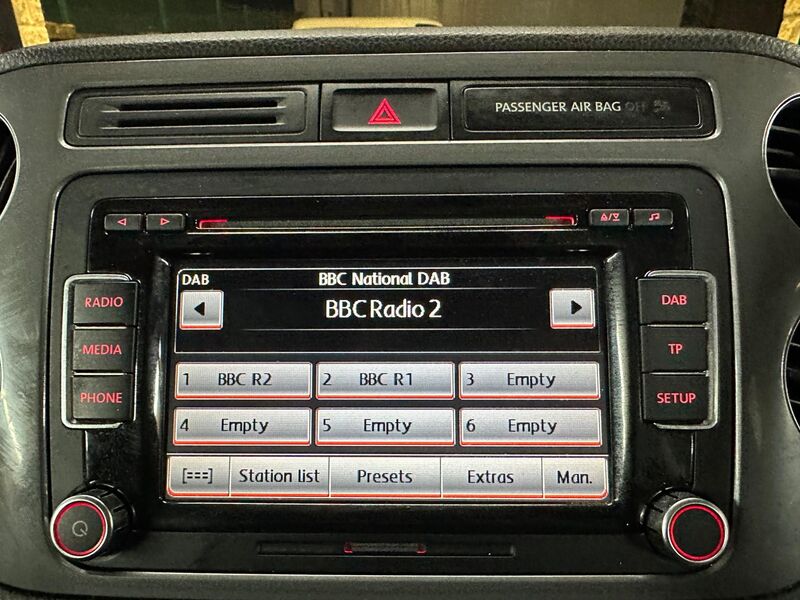 PASSENGER AIR BAG OFF
DAB
BBC National DAB
BBC Radio 2
RADIO
MEDIA
PHONE
DAB
TP
SETUP
1 BBC R2
2 BBC R1
3 Empty
4 Empty
5 Empty
6 Empty
[===] Station list Presets Extras Man.